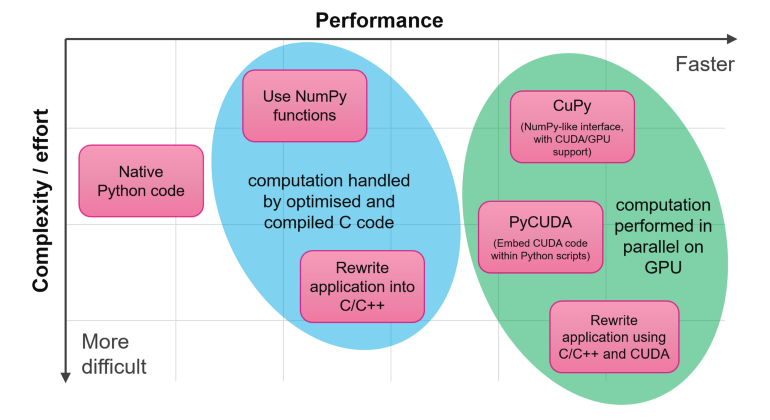 Performance
Faster
Complexity / effort
More
difficult
Native
Python code
Use NumPy
functions
computation handled
by optimised and
compiled C code
Rewrite
application into
C/C++
CuPy
(NumPy-like interface,
with CUDA/GPU
support)
PyCUDA
(Embed CUDA code
within Python scripts)
computation
performed in
parallel on
GPU
Rewrite
application using
C/C++ and CUDA